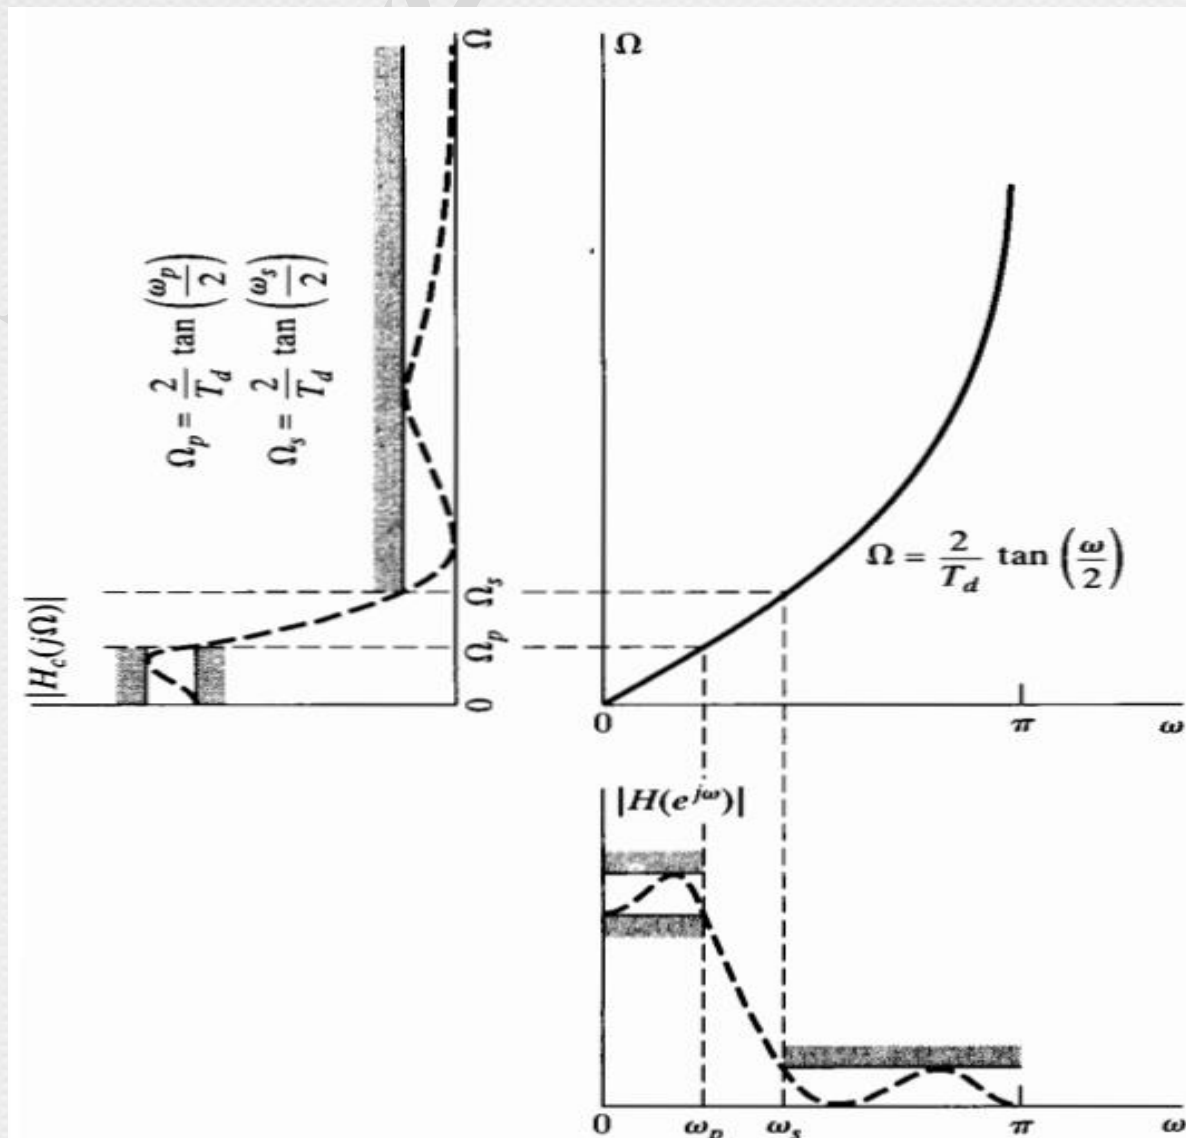 Ω
Ω
Ω_p = 2/T_d tan (ω_p/2)
Ω_s = 2/T_d tan (ω_s/2)
Ω = 2/T_d tan (ω/2)
Ω_s
Ω_p
|H_c(jΩ)|
0
0
π
ω
|H(e^{jω})|
0
ω_p
ω_s
π
ω